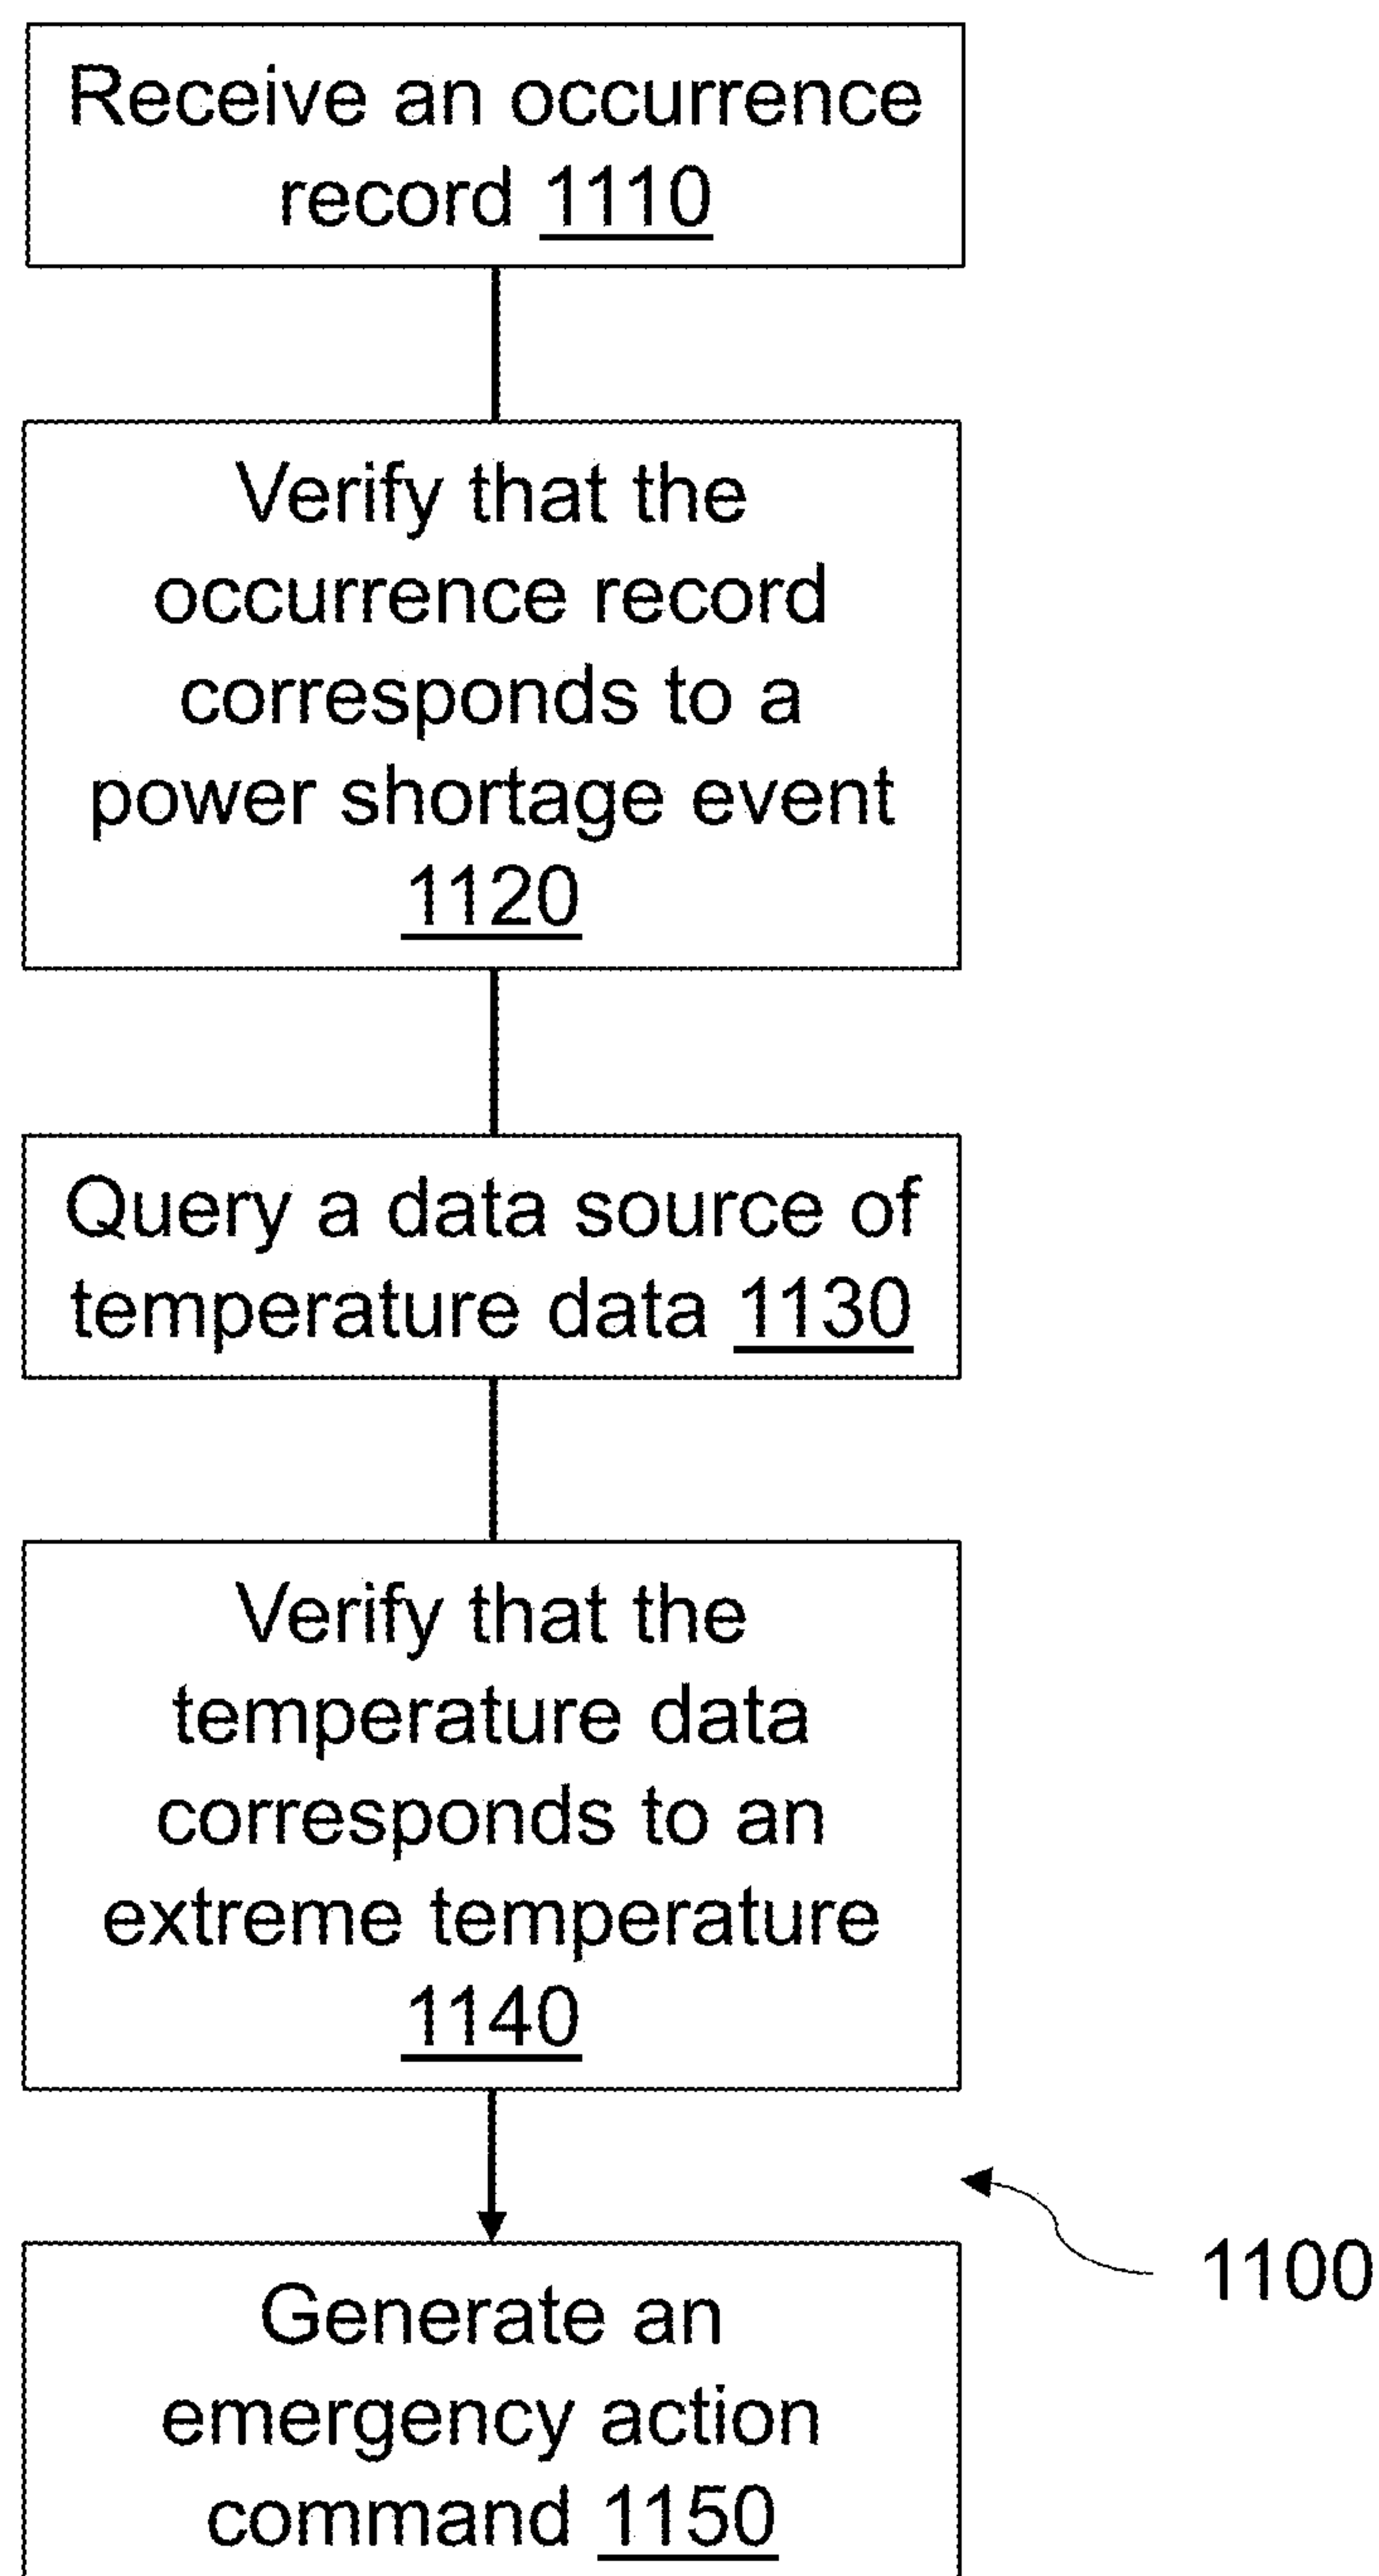 Receive an occurrence
record 1110
Verify that the
occurrence record
corresponds to a
power shortage event
1120
Query a data source of
temperature data 1130
Verify that the
temperature data
corresponds to an
extreme temperature
1140
1100
Generate an
emergency action
command 1150